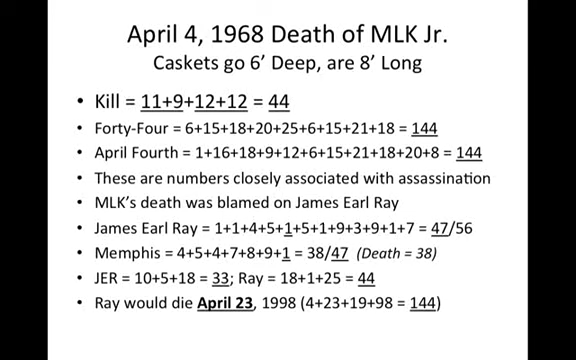 April 4, 1968 Death of MLK Jr.
Caskets go 6’ Deep, are 8’ Long
• Kill = 11+9+12+12 = 44
• Forty-Four = 6+15+18+20+25+6+15+21+18 = 144
• April Fourth = 1+16+18+9+12+6+15+21+18+20+8 = 144
• These are numbers closely associated with assassination
• MLK’s death was blamed on James Earl Ray
• James Earl Ray = 1+1+4+5+1+5+1+9+3+9+1+7 = 47/56
• Memphis = 4+5+4+7+8+9+1 = 38/47 (Death = 38)
• JER = 10+5+18 = 33; Ray = 18+1+25 = 44
• Ray would die April 23, 1998 (4+23+19+98 = 144)